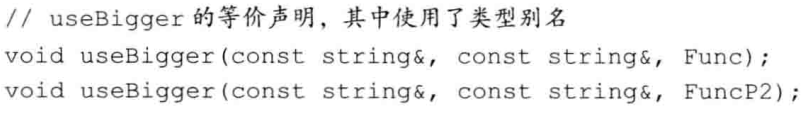 // useBigger 的等价声明，其中使用了类型别名
void useBigger(const string&, const string&, Func);
void useBigger(const string&, const string&, FuncP2);